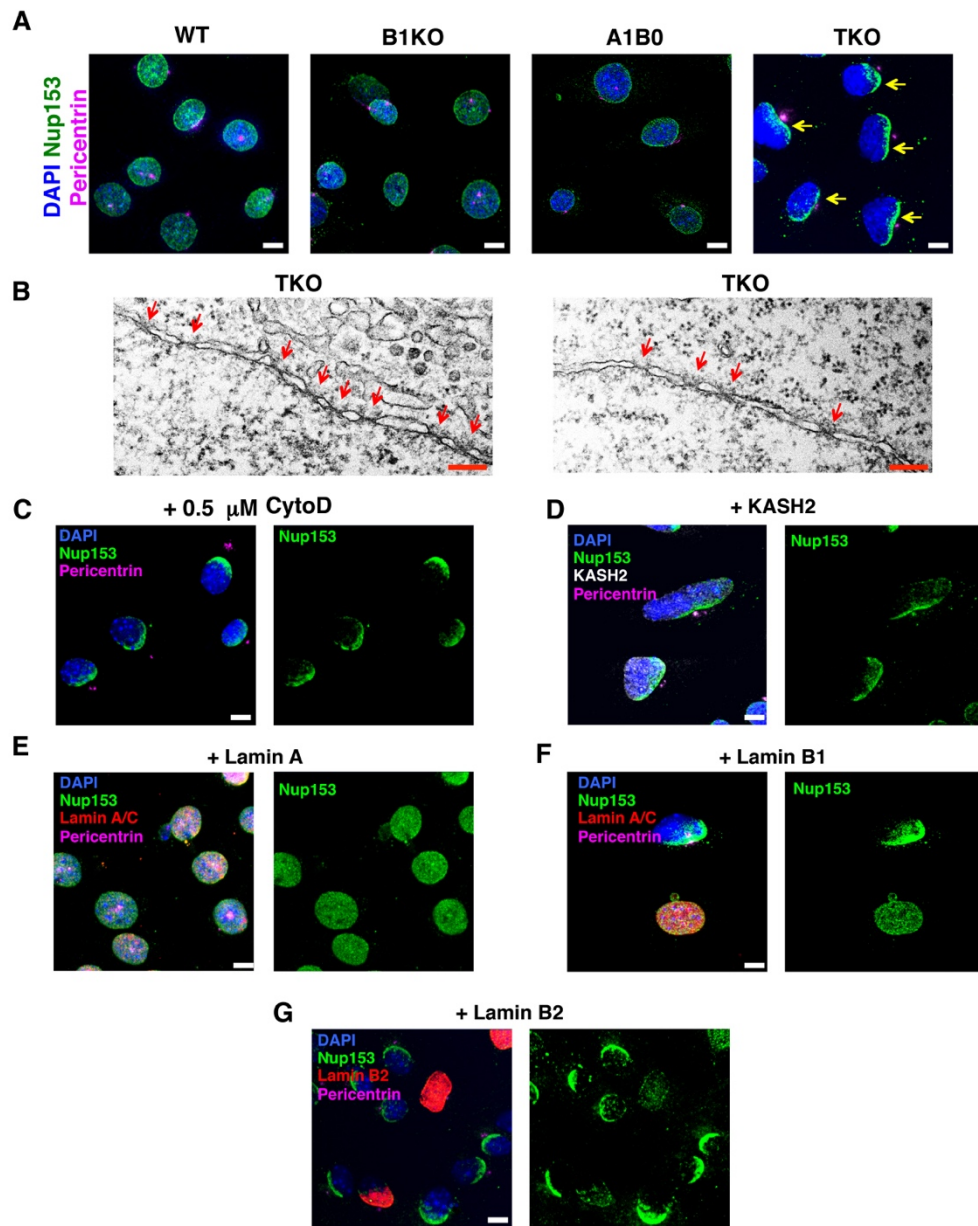 A
WT
B1KO
A1B0
TKO
DAPI Nup153
Pericentrin
B
TKO
TKO
C
+ 0.5 μM CytoD
DAPI
Nup153
Pericentrin
Nup153
D
+ KASH2
DAPI
Nup153
KASH2
Pericentrin
Nup153
E
+ Lamin A
DAPI
Nup153
Lamin A/C
Pericentrin
Nup153
F
+ Lamin B1
DAPI
Nup153
Lamin A/C
Pericentrin
Nup153
G
+ Lamin B2
DAPI
Nup153
Lamin B2
Pericentrin